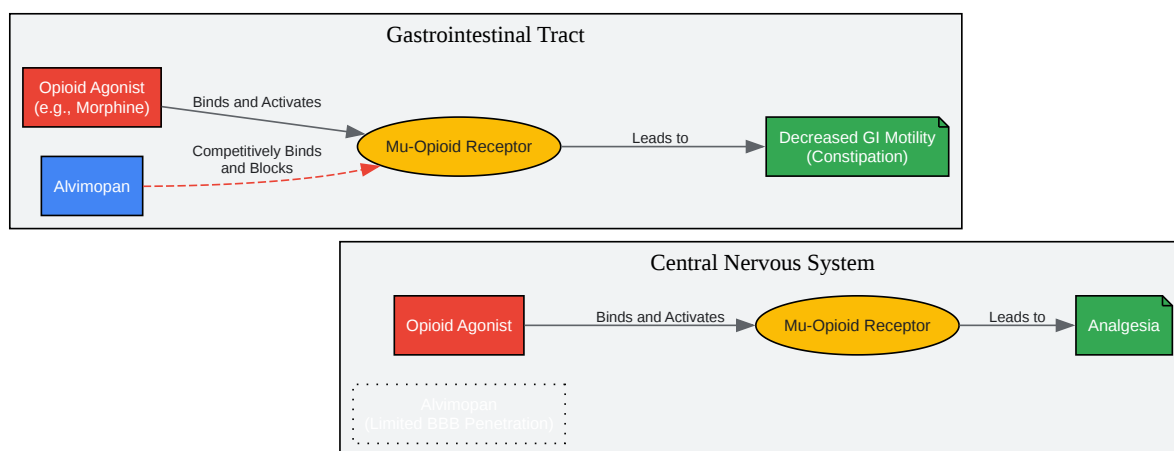 Gastrointestinal Tract
Opioid Agonist
(e.g., Morphine)
Binds and Activates
Alvimopan
Competitively Binds
and Blocks
Mu-Opioid Receptor
Leads to
Decreased GI Motility
(Constipation)
Central Nervous System
Opioid Agonist
Binds and Activates
Mu-Opioid Receptor
Leads to
Analgesia
Alvimopan
(Limited BBB Penetration)